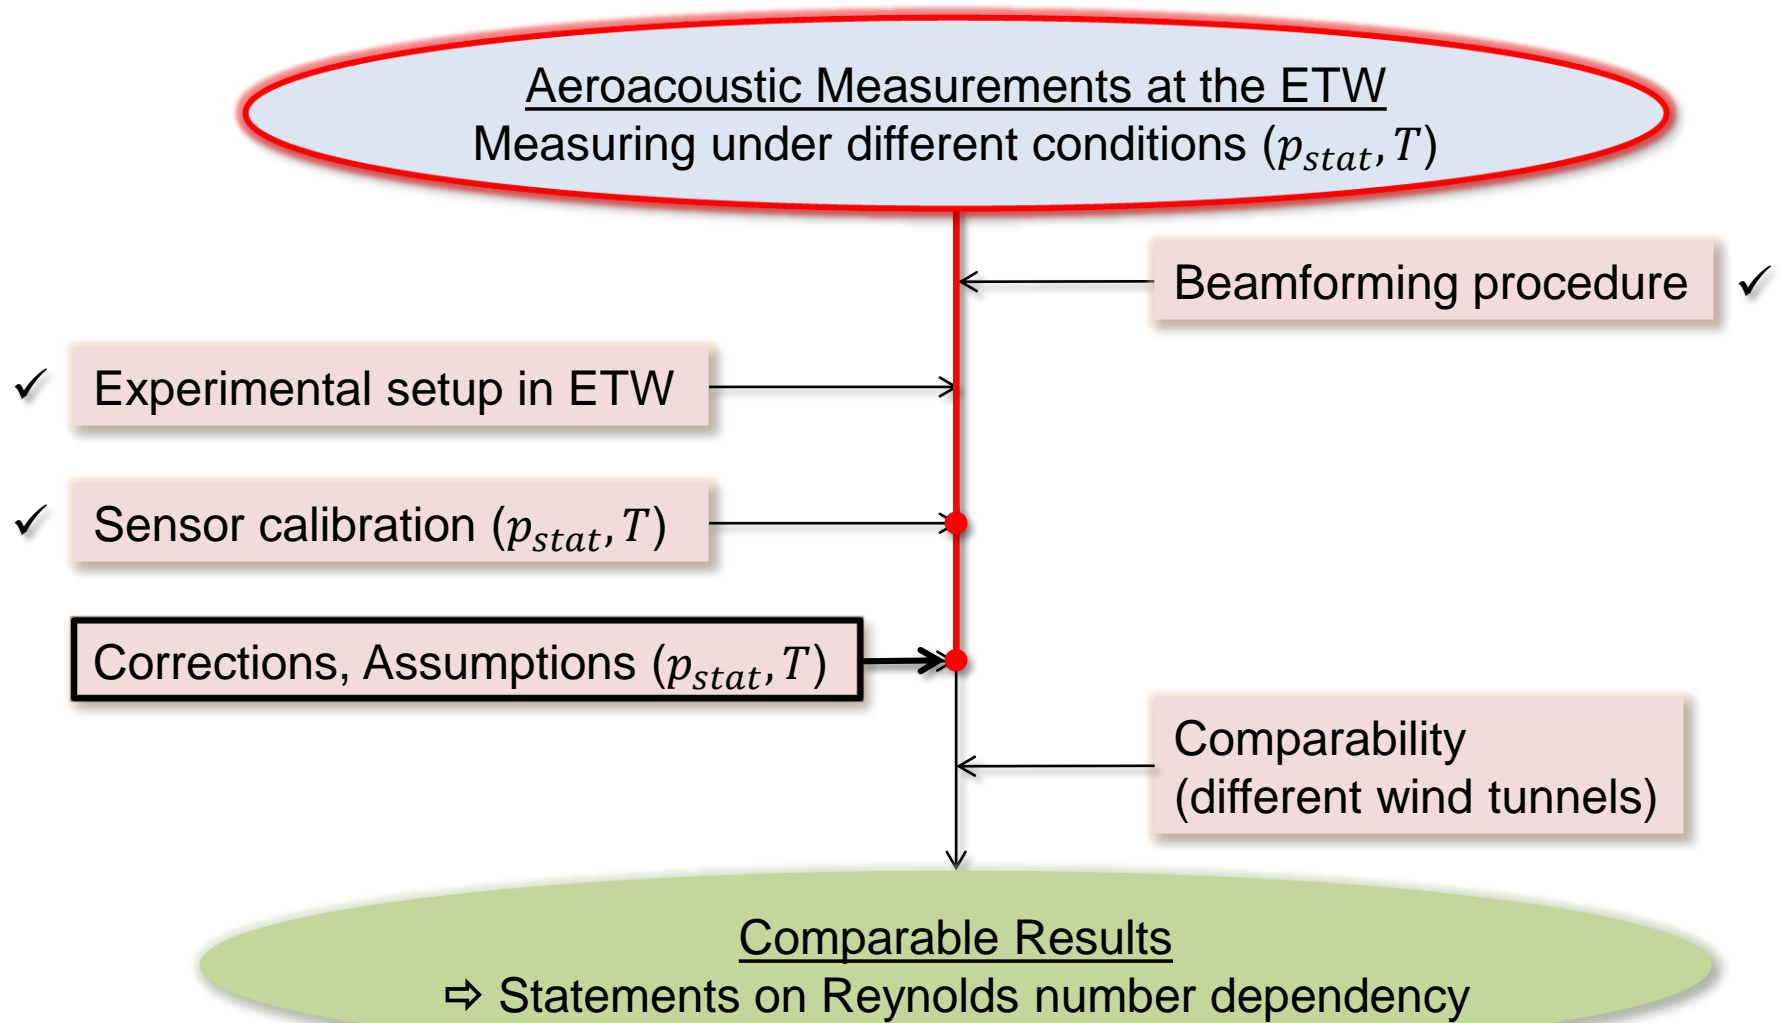 Aeroacoustic Measurements at the ETW
Measuring under different conditions (p_stat, T)
Beamforming procedure ✓
✓ Experimental setup in ETW
✓ Sensor calibration (p_stat, T)
Corrections, Assumptions (p_stat, T)
Comparability
(different wind tunnels)
Comparable Results
⇨ Statements on Reynolds number dependency